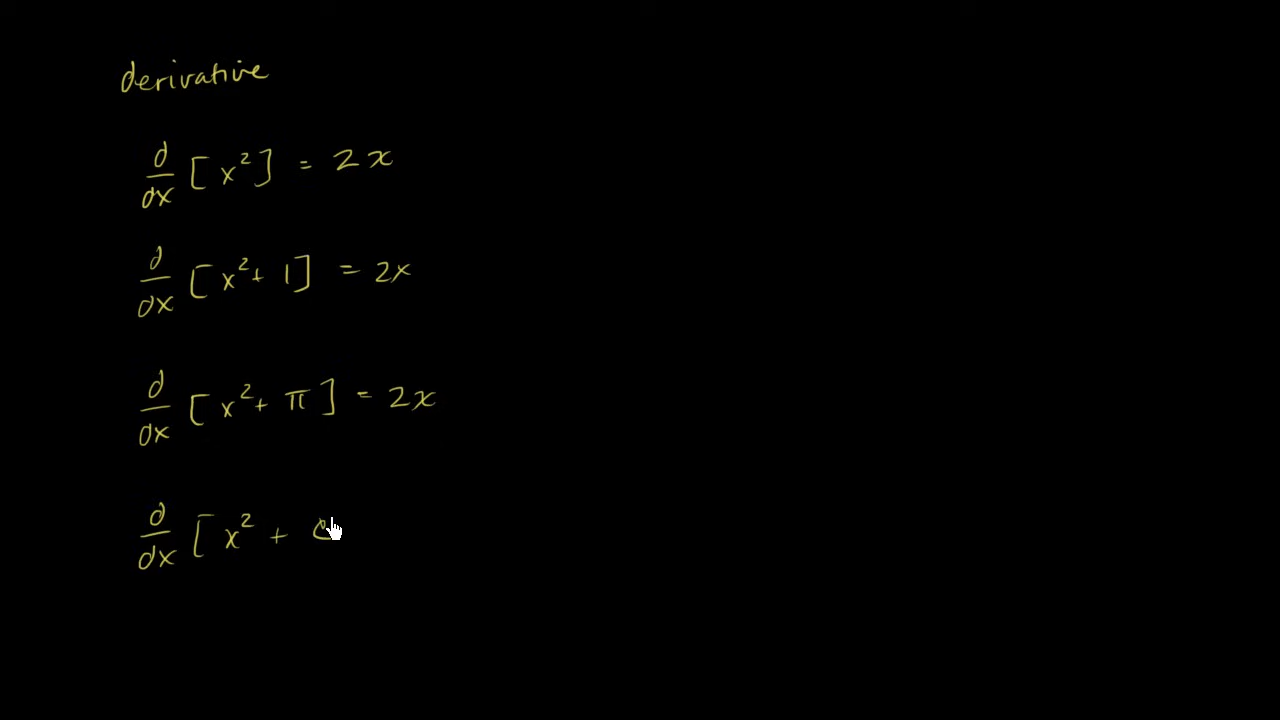 derivative
d/dx [x² ] = 2x
d/dx [x² + 1] = 2x
d/dx [x² + π] = 2x
d/dx [x² +